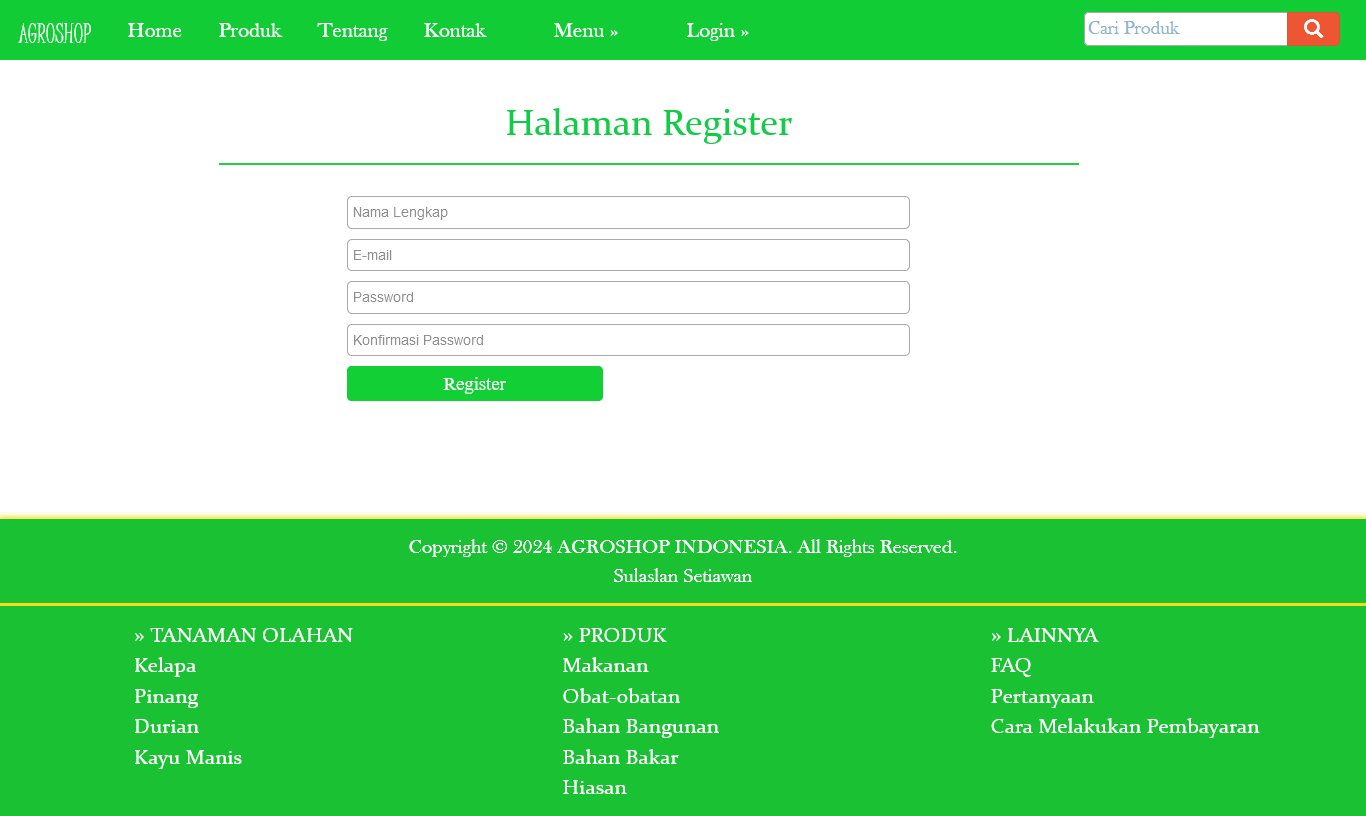 AGROSHOP Home Produk Tentang Kontak Menu » Login » Cari Produk
Halaman Register
Nama Lengkap
E-mail
Password
Konfirmasi Password
Register
Copyright © 2024 AGROSHOP INDONESIA. All Rights Reserved.
Sulaslan Setiawan
» TANAMAN OLAHAN
Kelapa
Pinang
Durian
Kayu Manis
» PRODUK
Makanan
Obat-obatan
Bahan Bangunan
Bahan Bakar
Hiasan
» LAINNYA
FAQ
Pertanyaan
Cara Melakukan Pembayaran